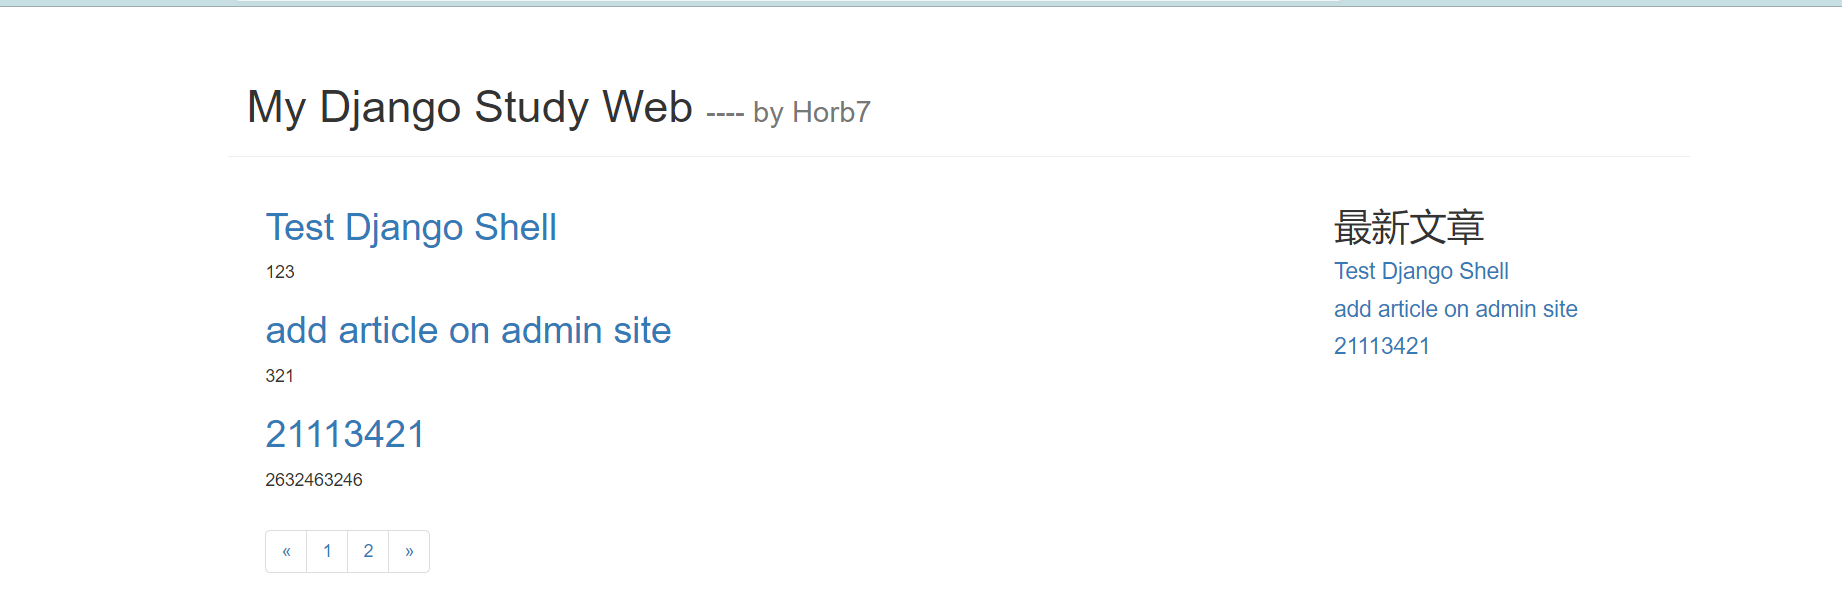 My Django Study Web ---- by Horb7
Test Django Shell
123
add article on admin site
321
21113421
2632463246
« 1 2 »
最新文章
Test Django Shell
add article on admin site
21113421